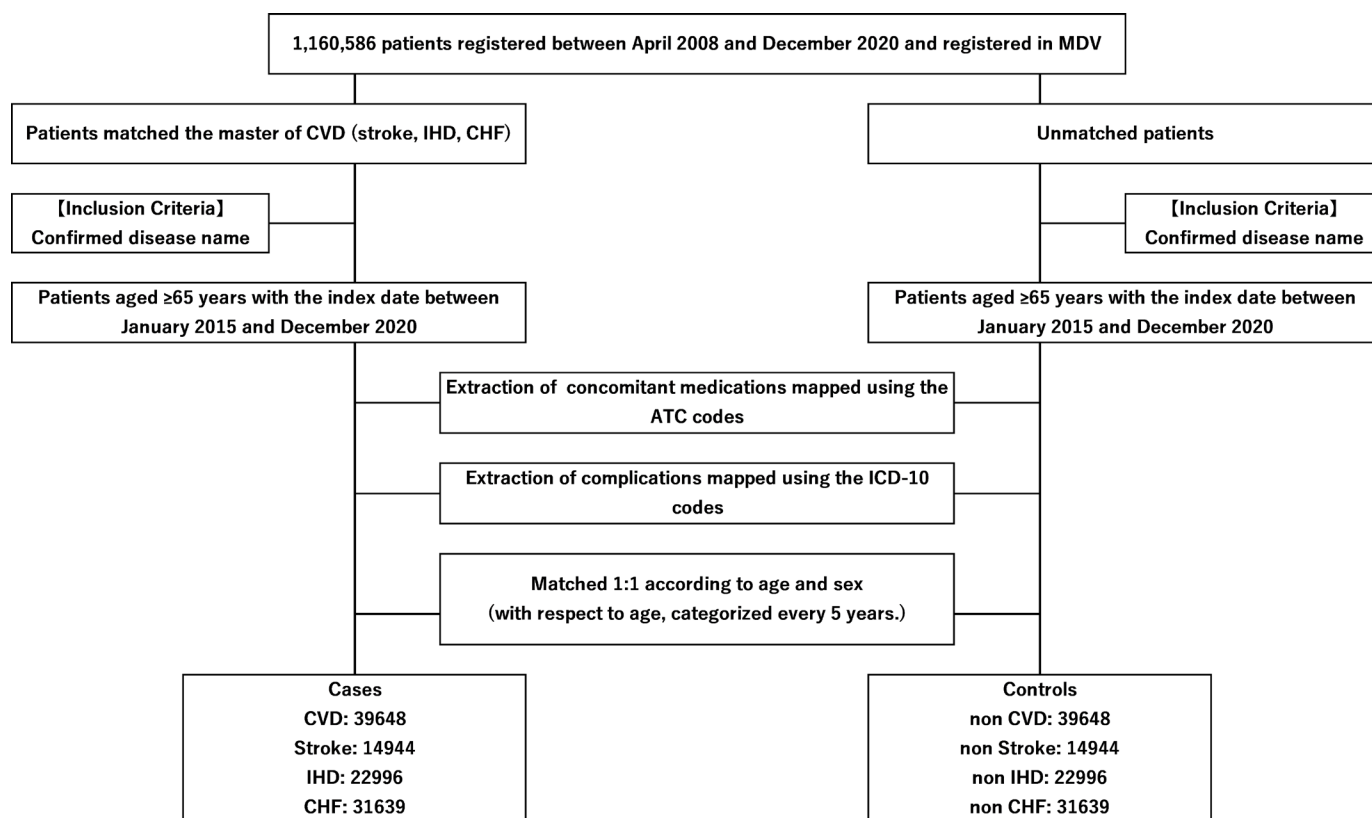 1,160,586 patients registered between April 2008 and December 2020 and registered in MDV
Patients matched the master of CVD (stroke, IHD, CHF)
Unmatched patients
【Inclusion Criteria】
Confirmed disease name
【Inclusion Criteria】
Confirmed disease name
Patients aged ≥65 years with the index date between
January 2015 and December 2020
Patients aged ≥65 years with the index date between
January 2015 and December 2020
Extraction of concomitant medications mapped using the
ATC codes
Extraction of complications mapped using the ICD-10
codes
Matched 1:1 according to age and sex
(with respect to age, categorized every 5 years.)
Cases
CVD: 39648
Stroke: 14944
IHD: 22996
CHF: 31639
Controls
non CVD: 39648
non Stroke: 14944
non IHD: 22996
non CHF: 31639